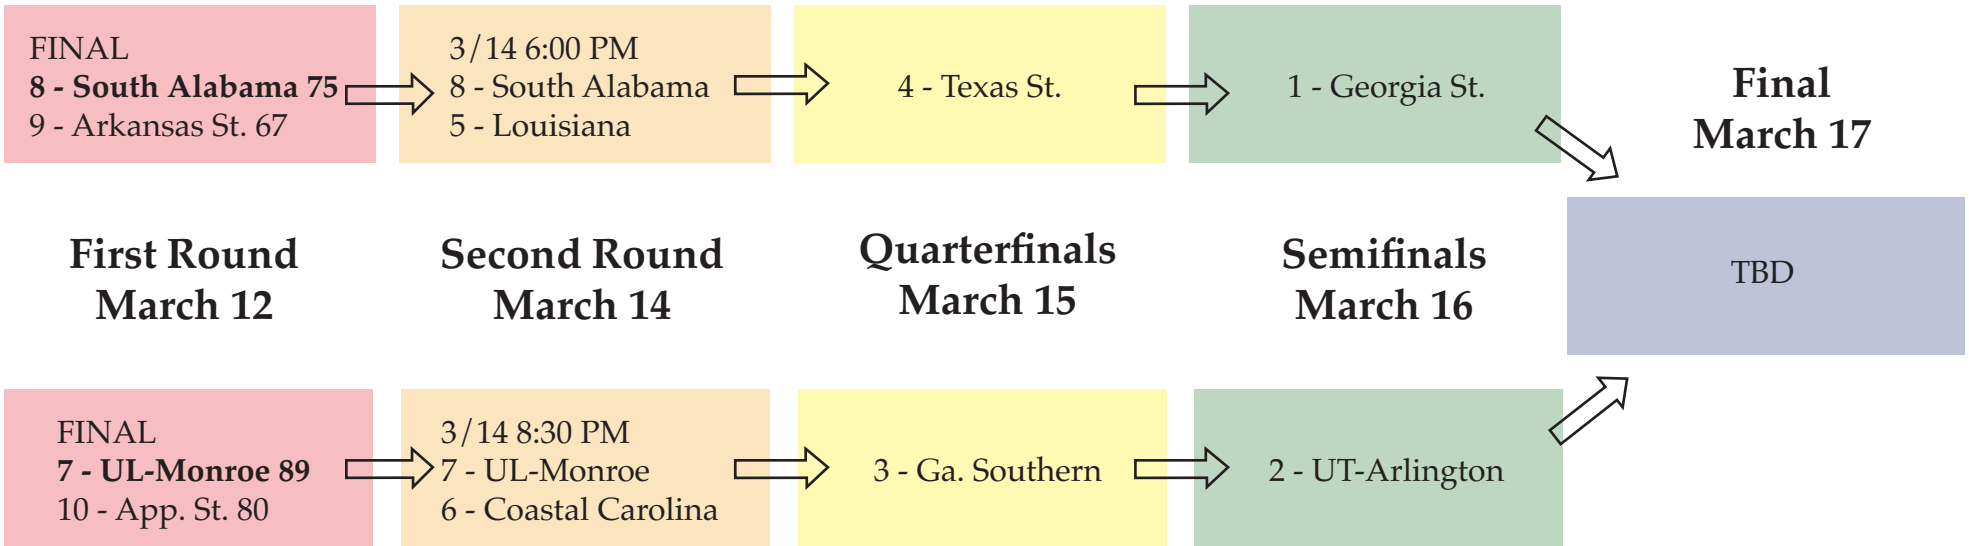 FINAL
8 - South Alabama 75
9 - Arkansas St. 67
3/14 6:00 PM
8 - South Alabama
5 - Louisiana
4 - Texas St.
1 - Georgia St.
Final
March 17
First Round
March 12
Second Round
March 14
Quarterfinals
March 15
Semifinals
March 16
TBD
FINAL
7 - UL-Monroe 89
10 - App. St. 80
3/14 8:30 PM
7 - UL-Monroe
6 - Coastal Carolina
3 - Ga. Southern
2 - UT-Arlington